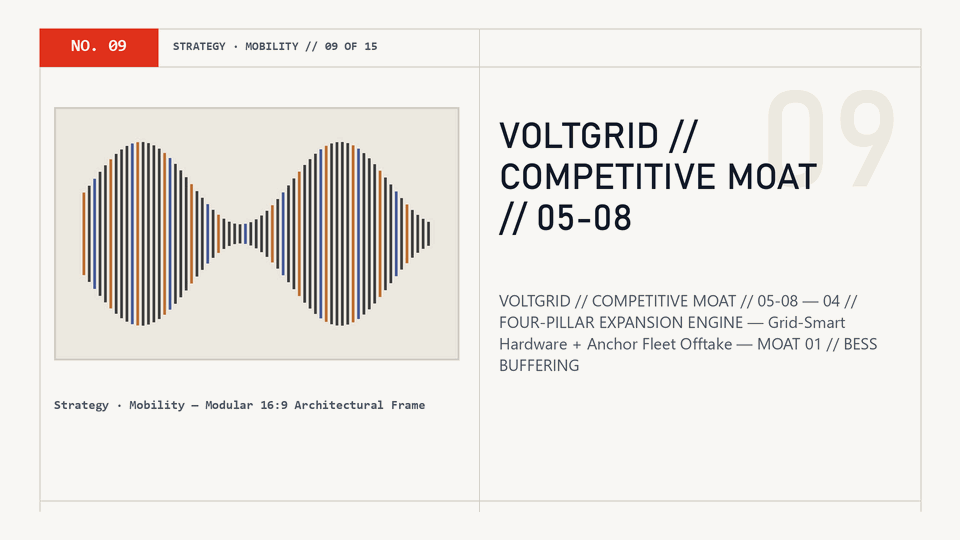 NO. 09
STRATEGY · MOBILITY // 09 OF 15
09
VOLTGRID //
COMPETITIVE MOAT
// 05-08
VOLTGRID // COMPETITIVE MOAT // 05-08 — 04 //
FOUR-PILLAR EXPANSION ENGINE — Grid-Smart
Hardware + Anchor Fleet Offtake — MOAT 01 // BESS
BUFFERING
Strategy · Mobility — Modular 16:9 Architectural Frame